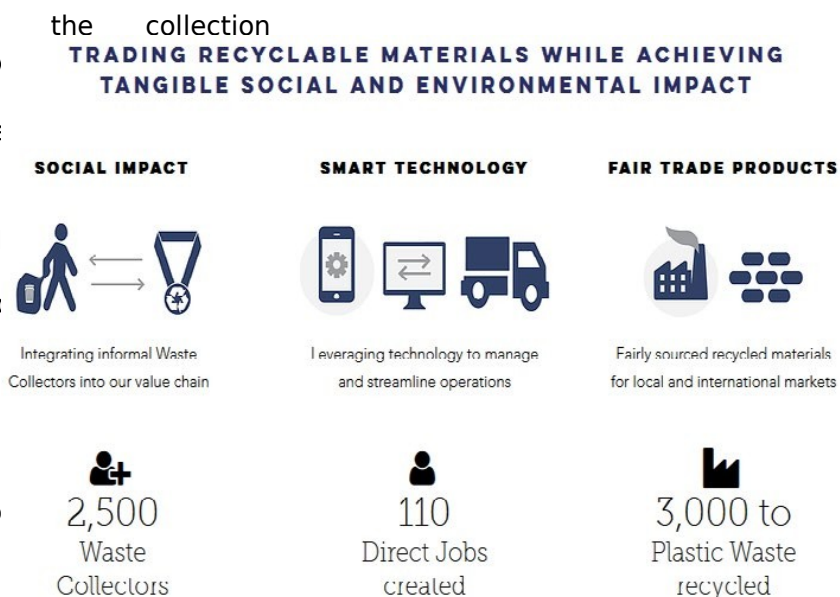 the collection
TRADING RECYCLABLE MATERIALS WHILE ACHIEVING
TANGIBLE SOCIAL AND ENVIRONMENTAL IMPACT
SOCIAL IMPACT
SMART TECHNOLOGY
FAIR TRADE PRODUCTS
Integrating informal Waste
Collectors into our value chain
Leveraging technology to manage
and streamline operations
Fairly sourced recycled materials
for local and international markets
2,500
Waste
Collectors
110
Direct Jobs
created
3,000 to
Plastic Waste
recycled